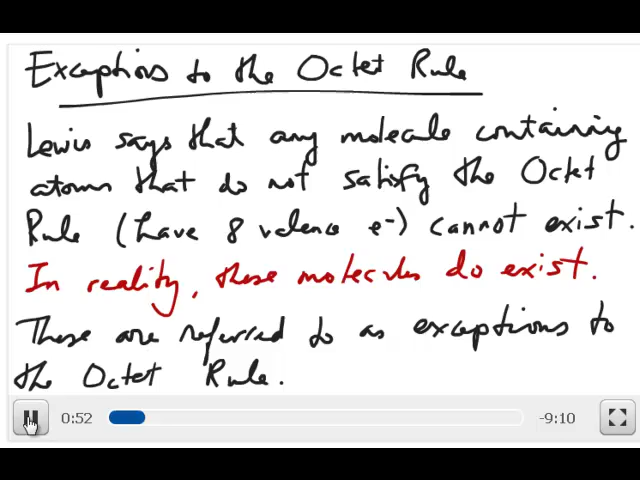 Exceptions to the Octet Rule
Lewis says that any molecule containing
atoms that do not satisfy the Octet
Rule (have 8 valence e-) cannot exist.
In reality, these molecules do exist.
These are referred to as exceptions to
the Octet Rule.
0:52 -9:10